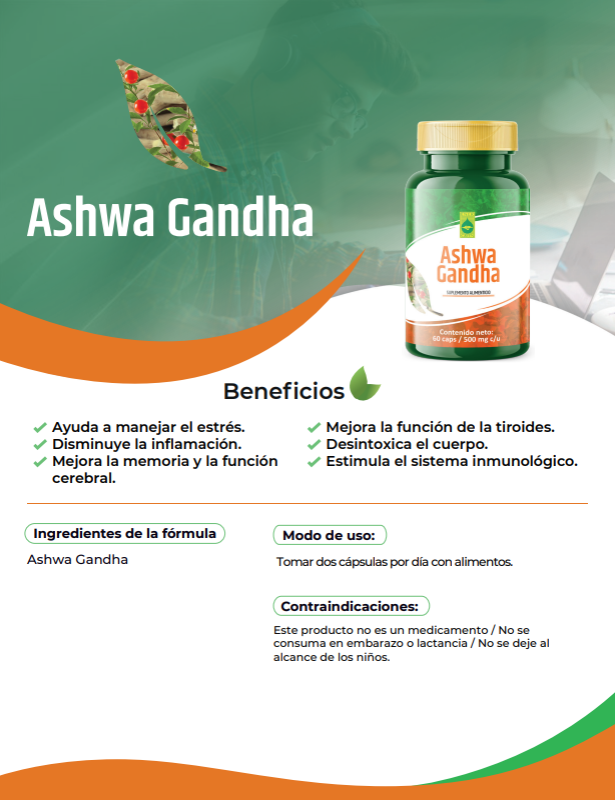 Ashwa Gandha
Ashwa
Gandha
SUPLEMENTO ALIMENTICIO
Contenido neto:
60 caps / 500 mg c/u
Beneficios
Ayuda a manejar el estrés.
Disminuye la inflamación.
Mejora la memoria y la función
cerebral.
Mejora la función de la tiroides.
Desintoxica el cuerpo.
Estimula el sistema inmunológico.
Ingredientes de la fórmula
Ashwa Gandha
Modo de uso:
Tomar dos cápsulas por día con alimentos.
Contraindicaciones:
Este producto no es un medicamento / No se
consuma en embarazo o lactancia / No se deje al
alcance de los niños.